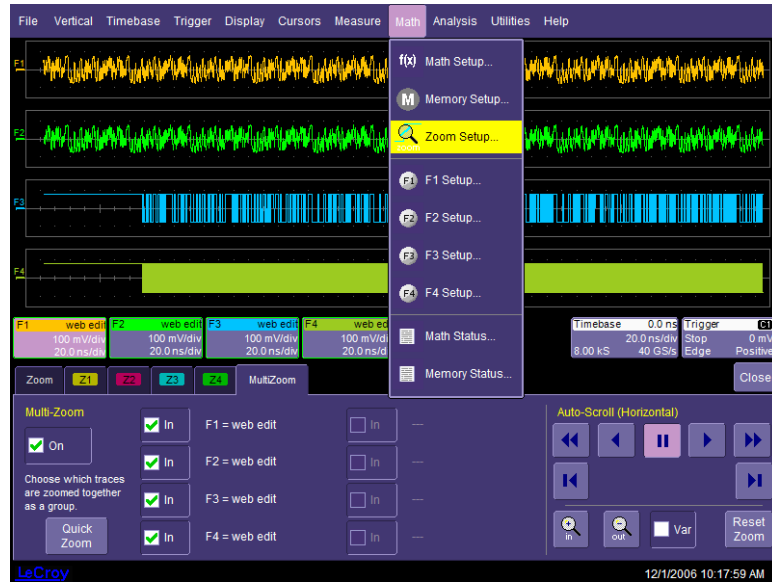 File Vertical Timebase Trigger Display Cursors Measure Math Analysis Utilities Help
f(x) Math Setup...
M Memory Setup...
Zoom Setup...
F1 F1 Setup...
F2 F2 Setup...
F3 F3 Setup...
F4 F4 Setup...
Math Status...
Memory Status...
F1
F2
F3
F4
F1 web edit
100 mV/div
20.0 ns/div
F2 web edit
100 mV/div
20.0 ns/div
F3 web edit
100 mV/div
20.0 ns/div
F4 web ed
100 mV/d
20.0 ns/d
Timebase 0.0 ns
20.0 ns/div
8.00 kS 40 GS/s
Trigger C1
Stop 0 mV
Edge Positive
Zoom Z1 Z2 Z3 Z4 MultiZoom Close
Multi-Zoom
On
Choose which traces
are zoomed together
as a group.
Quick
Zoom
In F1 = web edit In ---
In F2 = web edit In ---
In F3 = web edit In ---
In F4 = web edit In ---
Auto-Scroll (Horizontal)
in out Var Reset
Zoom
LeCroy 12/1/2006 10:17:59 AM